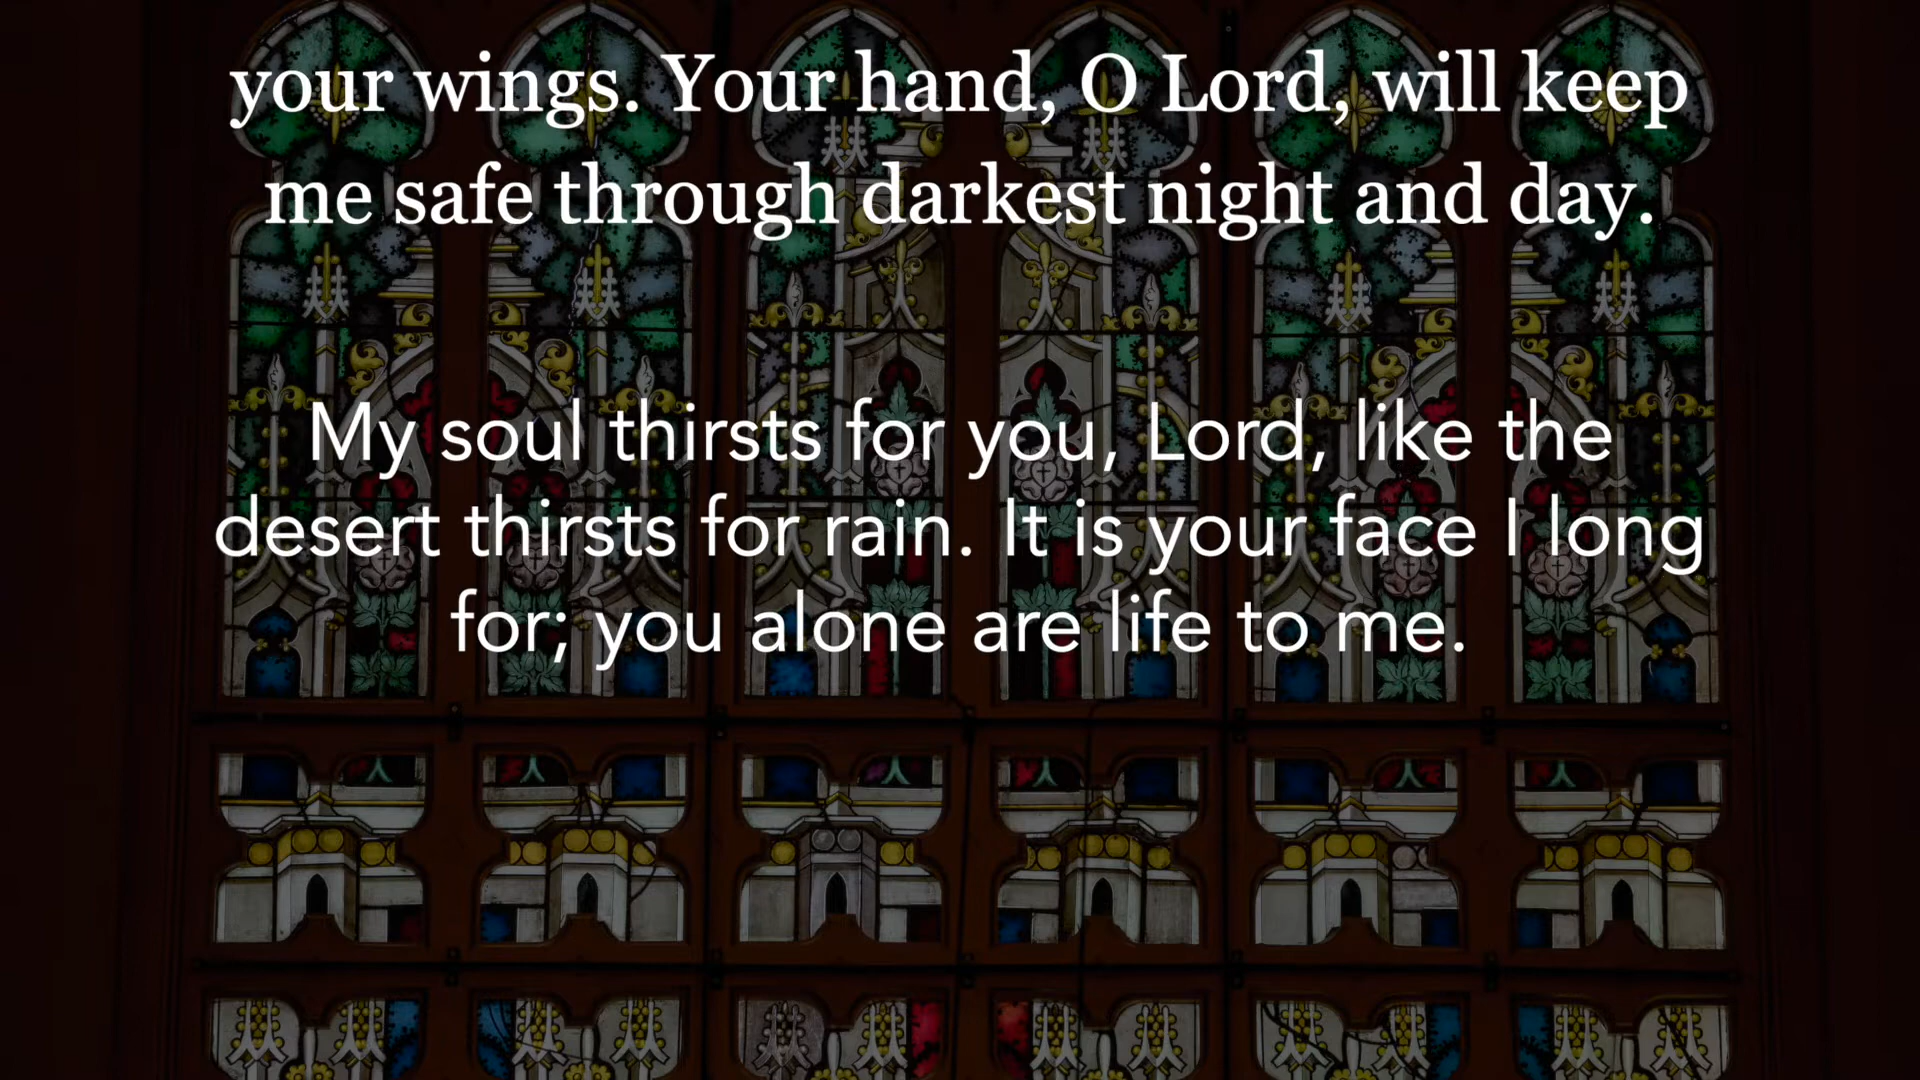 your wings. Your hand, O Lord, will keep
me safe through darkest night and day.
My soul thirsts for you, Lord, like the
desert thirsts for rain. It is your face I long
for; you alone are life to me.